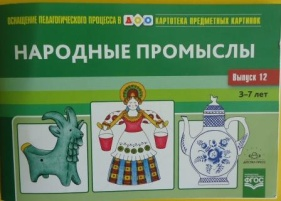 ОСНАЩЕНИЕ ПЕДАГОГИЧЕСКОГО ПРОЦЕССА В ДОО КАРТОТЕКА ПРЕДМЕТНЫХ КАРТИНОК
НАРОДНЫЕ ПРОМЫСЛЫ
Выпуск 12
3–7 лет
ФГОС